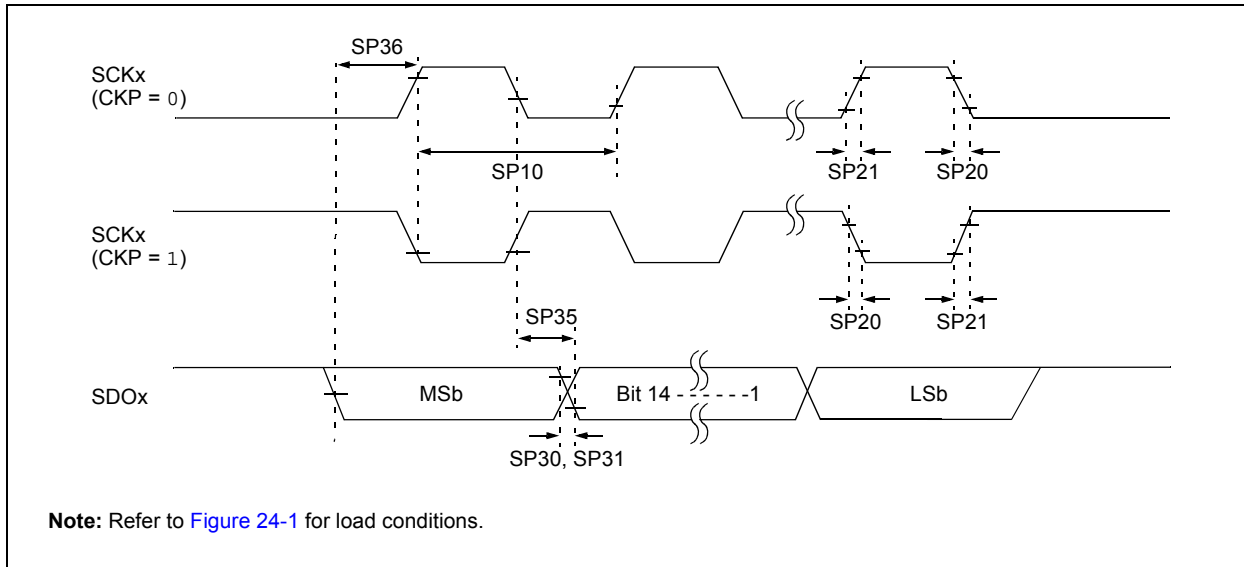 SP36
SCKx
(CKP = 0)
SP10
SP21
SP20
SCKx
(CKP = 1)
SP20
SP21
SP35
SDOx
MSb
Bit 14 - - - - - -1
LSb
SP30, SP31
Note: Refer to Figure 24-1 for load conditions.